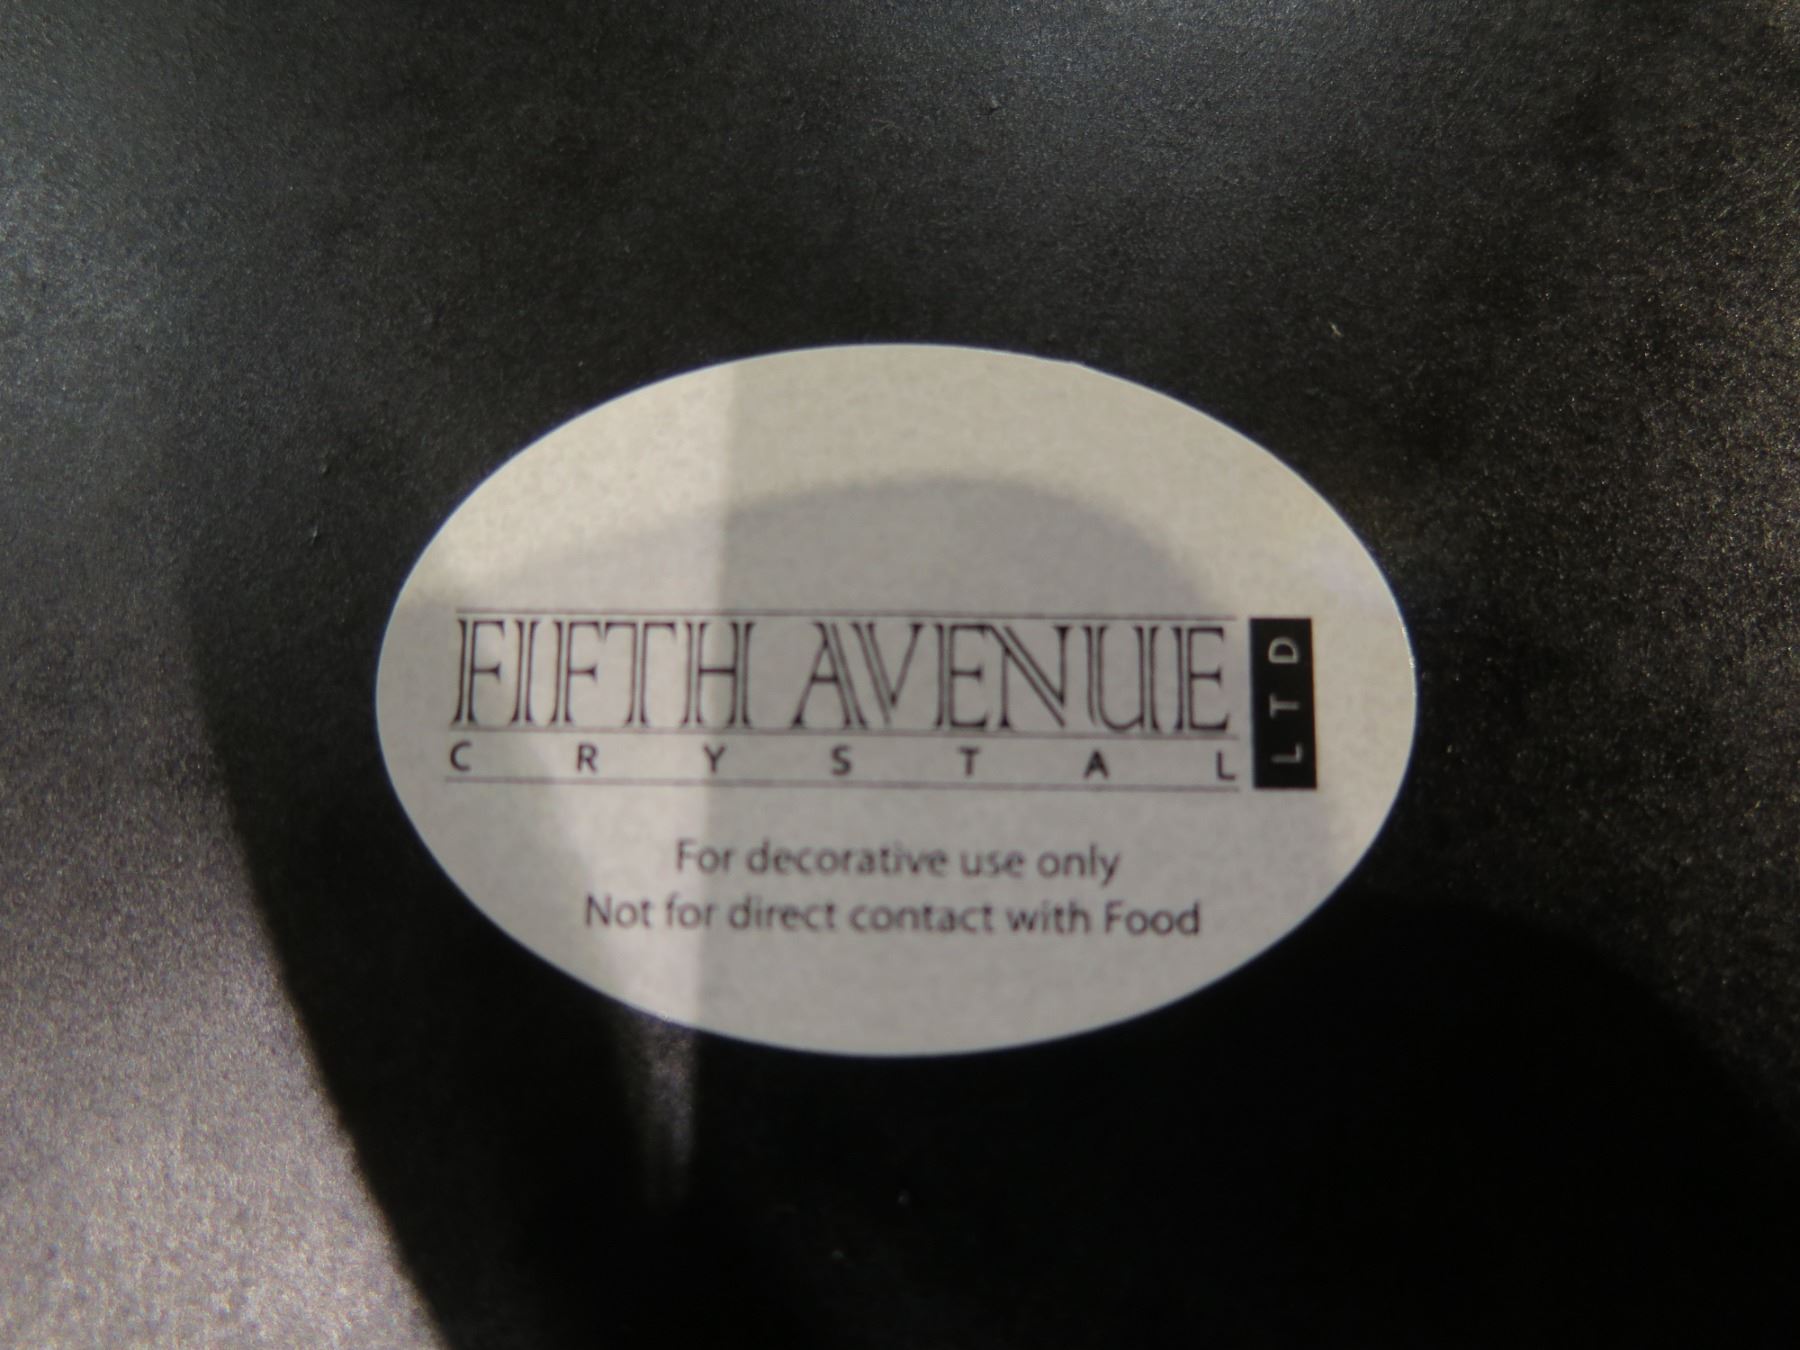 FIFTH AVENUE
CRYSTAL
LTD
For decorative use only
Not for direct contact with Food